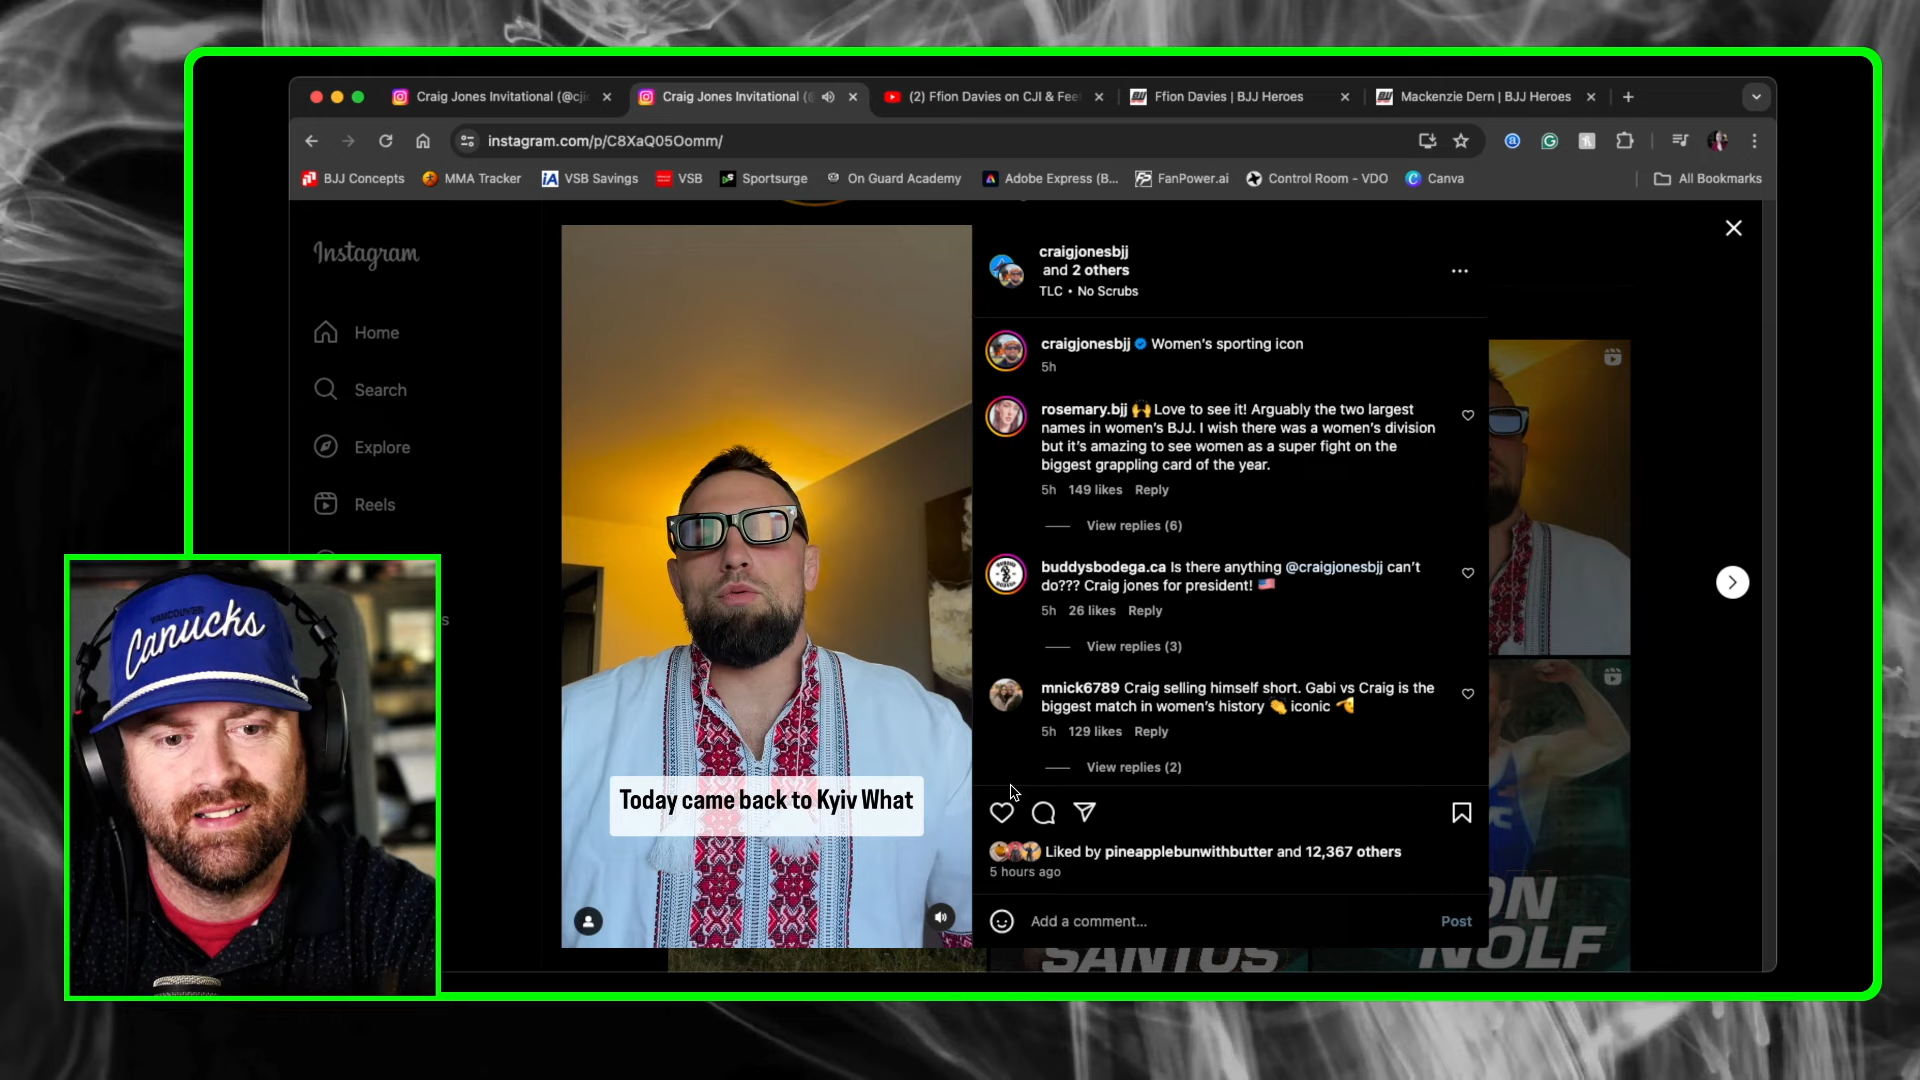 Craig Jones Invitational (@cji
Craig Jones Invitational (@
(2) Ffion Davies on CJI & Fee
Ffion Davies | BJJ Heroes
Mackenzie Dern | BJJ Heroes
instagram.com/p/C8XaQ05Oomm/
BJJ Concepts
MMA Tracker
VSB Savings
VSB
Sportsurge
On Guard Academy
Adobe Express (B...
FanPower.ai
Control Room - VDO
Canva
All Bookmarks
Instagram
Home
Search
Explore
Reels
s
VANCOUVER
Canucks
Today came back to Kyiv What
craigjonesbjj
and 2 others
TLC • No Scrubs
craigjonesbjj Women's sporting icon
5h
rosemary.bjj 🙌 Love to see it! Arguably the two largest
names in women's BJJ. I wish there was a women's division
but it's amazing to see women as a super fight on the
biggest grappling card of the year.
5h 149 likes Reply
View replies (6)
buddysbodega.ca Is there anything @craigjonesbjj can't
do??? Craig jones for president! 🇺🇸
5h 26 likes Reply
View replies (3)
mnick6789 Craig selling himself short. Gabi vs Craig is the
biggest match in women's history 👏 iconic 🫡
5h 129 likes Reply
View replies (2)
Liked by pineapplebunwithbutter and 12,367 others
5 hours ago
Add a comment...
Post
SANTOS
ON
WOLF